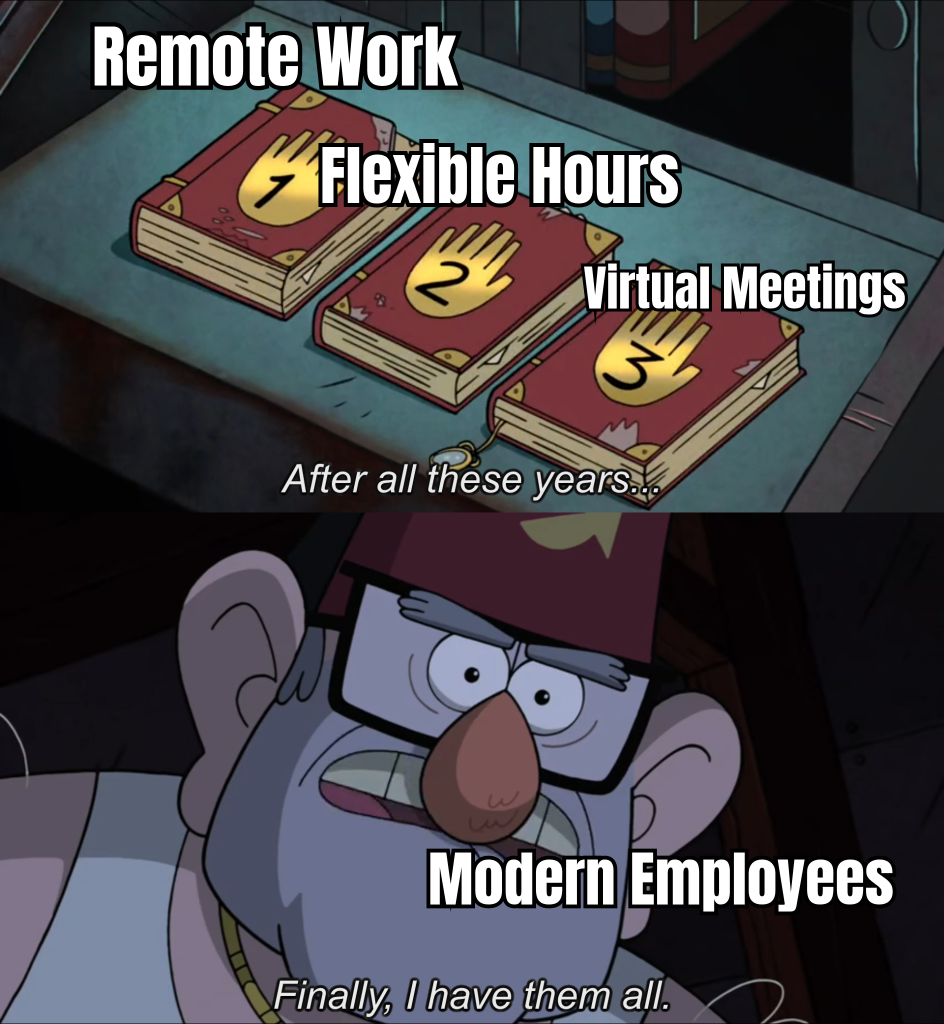 Remote Work
Flexible Hours
Virtual Meetings
1
2
3
After all these years...
Modern Employees
Finally, I have them all.